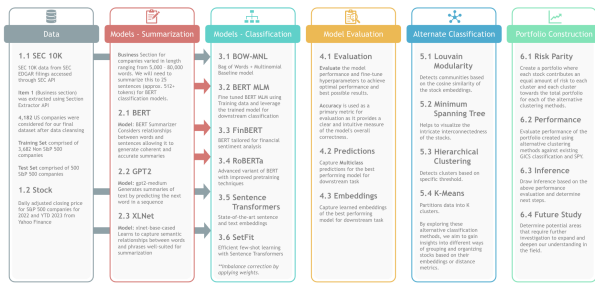 Data
1.1 SEC 10K
SEC 10K data from SEC
EDGAR filings accessed
through SEC API
Item 1 (Business section)
was extracted using Section
Extractor API
4,182 US companies were
considered for our final
dataset after data cleansing
Training Set comprised of
3,682 Non S&P 500
companies
Test Set comprised of 500
S&P 500 companies
1.2 Stock
Daily adjusted closing price
for S&P 500 companies for
2022 and YTD 2023 from
Yahoo Finance
Models - Summarization
Business Section for
companies varied in length
ranging from 5,000 - 80,000
words. We will need to
summarize this to 25
sentences (approx. 512+
tokens) for BERT
classification models.
2.1 BERT
Model: BERT Summarizer
Considers relationships
between words and
sentences allowing it to
generate coherent and
accurate summaries
2.2 GPT2
Model: gpt2-medium
Generates summaries of
text by predicting the next
word in a sequence
2.3 XLNet
Model: xlnet-base-cased
Learns to capture semantic
relationships between words
and phrases well-suited for
summarization
Models - Classification
3.1 BOW-MNL
Bag of Words + Multinomial
Baseline model
3.2 BERT MLM
Fine tuned BERT MLM using
Training data and leverage
the trained model for
downstream classification
3.3 FinBERT
BERT tailored for financial
sentiment analysis
3.4 RoBERTa
Advanced variant of BERT
with improved pretraining
techniques
3.5 Sentence
Transformers
State-of-the-art sentence
and text embeddings
3.6 SetFit
Efficient few-shot learning
with Sentence Transformers
*Imbalance correction by
applying weights.
Model Evaluation
4.1 Evaluation
Evaluate the model
performance and fine-tune
hyperparameters to achieve
optimal performance and
best possible results.
Accuracy is used as a
primary metric for
evaluation as it provides a
clear and intuitive measure
of the model's overall
correctness.
4.2 Predictions
Capture Multiclass
predictions for the best
performing model for
downstream task
4.3 Embeddings
Capture learned embeddings
of the best performing
model for downstream task
Alternate Classification
5.1 Louvain
Modularity
Detects communities based
on the cosine similarity of
the stock embeddings.
5.2 Minimum
Spanning Tree
Helps to visualize the
intricate interconnectedness
of the stocks.
5.3 Hierarchical
Clustering
Detects clusters based on
specific threshold.
5.4 K-Means
Partitions data into K
clusters.
By exploring these
alternative classification
methods, we aim to gain
insights into different ways
of grouping and organizing
stocks based on their
embeddings or distance
metrics.
Portfolio Construction
6.1 Risk Parity
Create a portfolio where
each stock contributes an
equal amount of risk to each
cluster and each cluster
towards the total portfolio
for each of the alternative
clustering methods.
6.2 Performance
Evaluate performance of the
portfolio created using
alternative clustering
methods against existing
GICS classification and SPY.
6.3 Inference
Draw inference based on the
above performance
evaluation and determine
next steps.
6.4 Future Study
Determine potential areas
that require further
investigation to expand and
deepen our understanding
in the field.